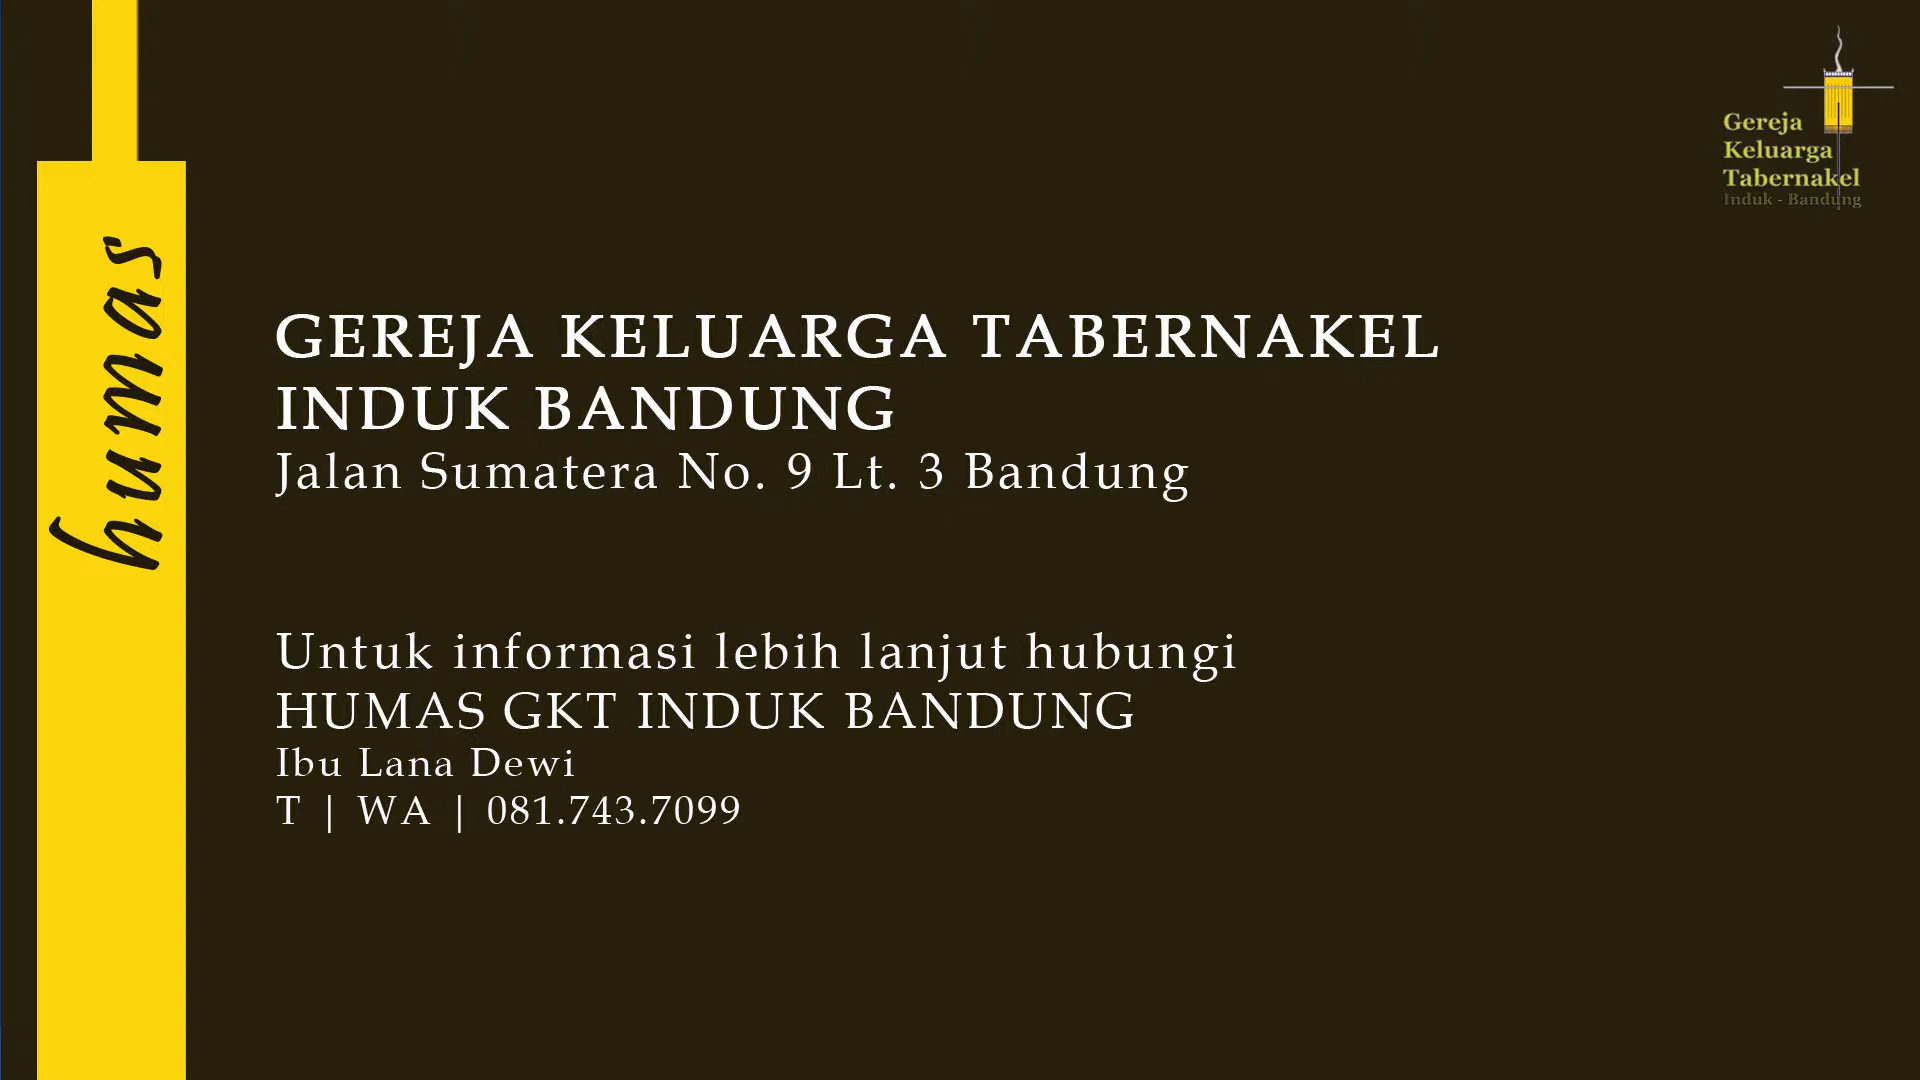 Gereja
Keluarga
Tabernakel
Induk - Bandung
humas
GEREJA KELUARGA TABERNAKEL
INDUK BANDUNG
Jalan Sumatera No. 9 Lt. 3 Bandung
Untuk informasi lebih lanjut hubungi
HUMAS GKT INDUK BANDUNG
Ibu Lana Dewi
T | WA | 081.743.7099